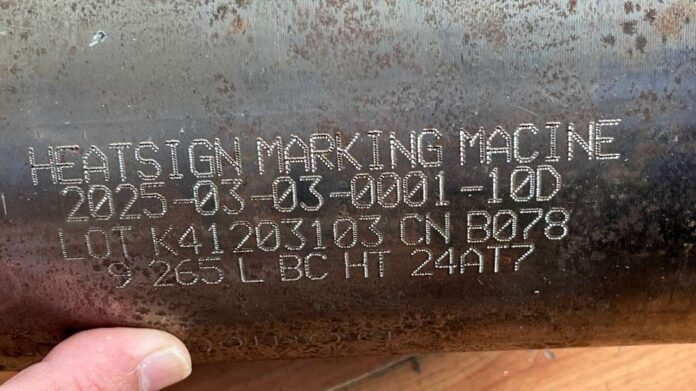 HEATSIGN MARKING MACINE
2025-03-03-0001-10D
LOT K41203103 CN B078
9 265 L BC HT 24AT7